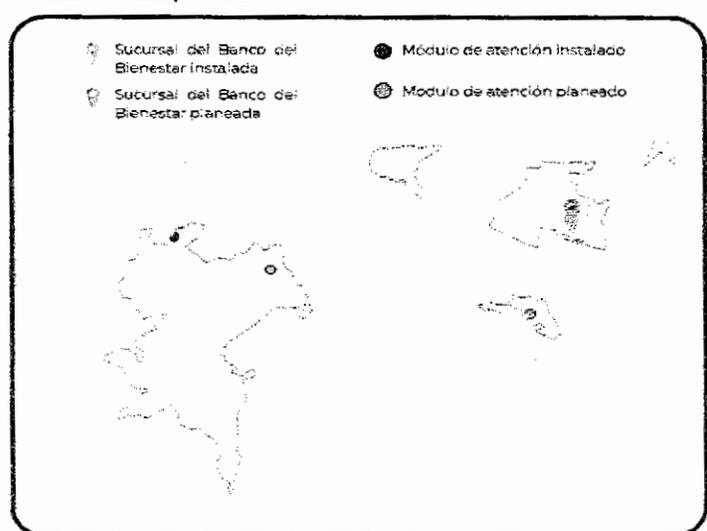 Sucursal del Banco del
Bienestar instalada
Sucursal del Banco del
Bienestar planeada
Módulo de atención instalado
Modulo de atención planeado